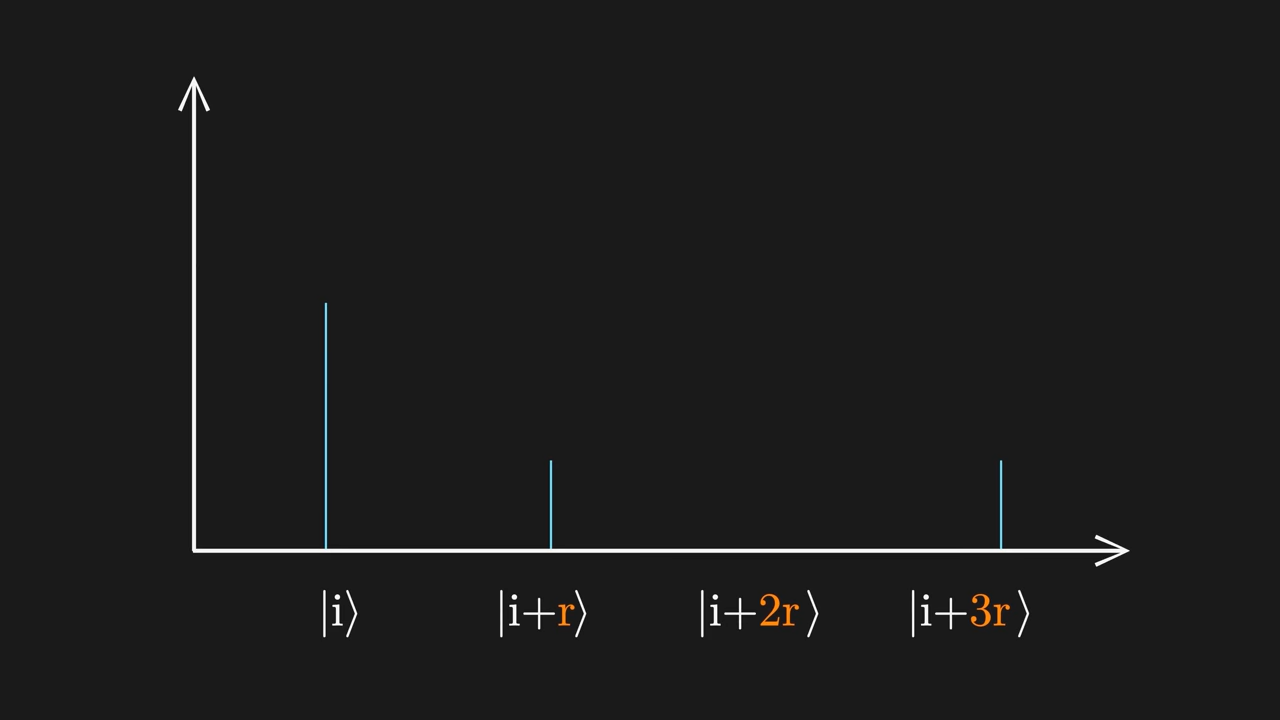 |i⟩ |i+r⟩ |i+2r⟩ |i+3r⟩